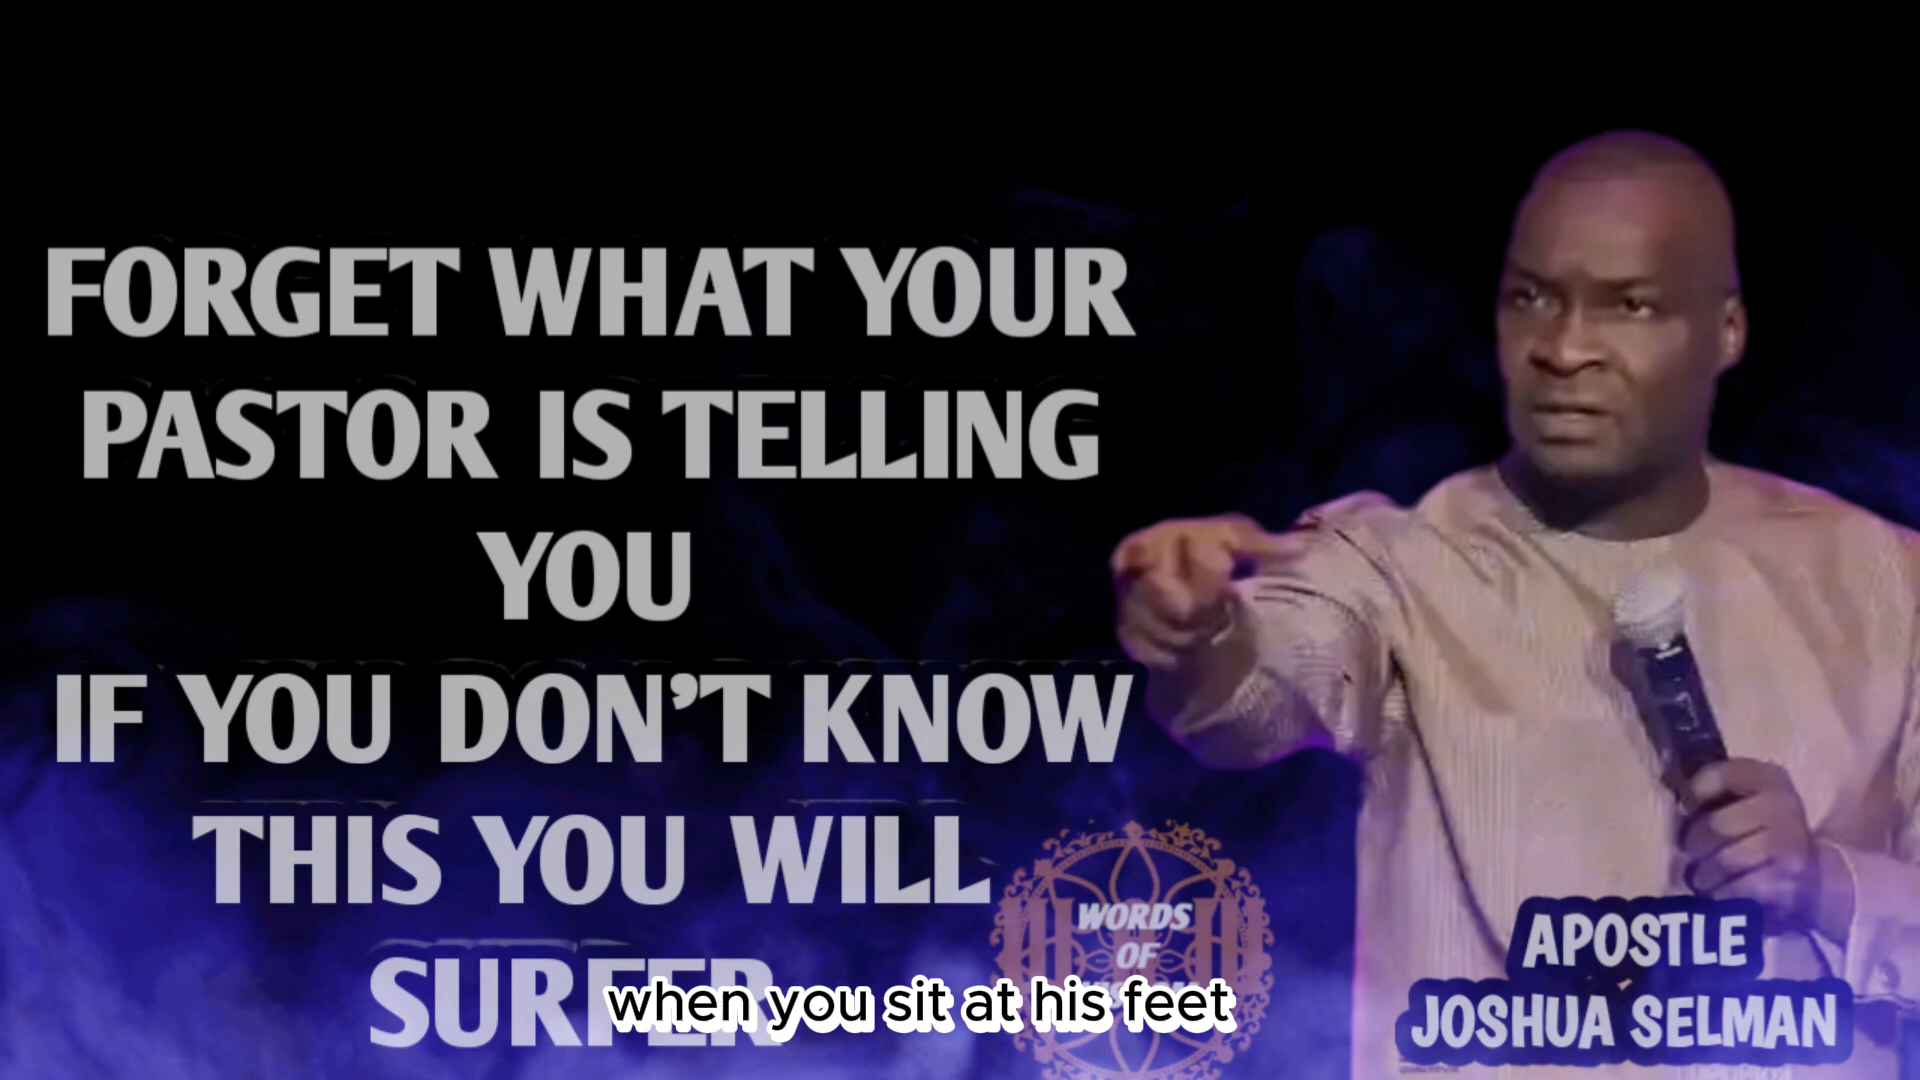 FORGET WHAT YOUR
PASTOR IS TELLING
YOU
IF YOU DON'T KNOW
THIS YOU WILL
SURFER
WORDS
OF
when you sit at his feet
APOSTLE
JOSHUA SELMAN